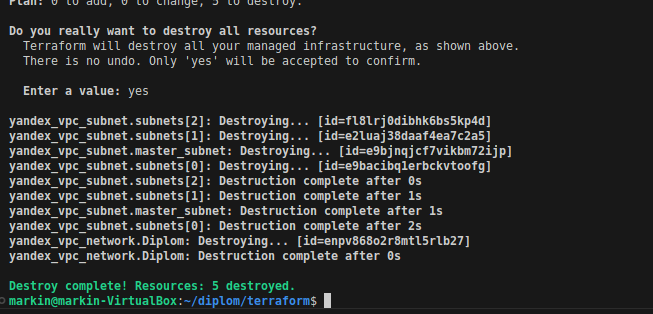 Plan: 0 to add, 0 to change, 5 to destroy.
Do you really want to destroy all resources?
Terraform will destroy all your managed infrastructure, as shown above.
There is no undo. Only 'yes' will be accepted to confirm.
Enter a value: yes
yandex_vpc_subnet.subnets[2]: Destroying... [id=fl8lrj0dibhk6bs5kp4d]
yandex_vpc_subnet.subnets[1]: Destroying... [id=e2luaj38daaf4ea7c2a5]
yandex_vpc_subnet.master_subnet: Destroying... [id=e9bjnqjcf7vikbm72ijp]
yandex_vpc_subnet.subnets[0]: Destroying... [id=e9bacibq1erbckvtoofg]
yandex_vpc_subnet.subnets[2]: Destruction complete after 0s
yandex_vpc_subnet.subnets[1]: Destruction complete after 1s
yandex_vpc_subnet.master_subnet: Destruction complete after 1s
yandex_vpc_subnet.subnets[0]: Destruction complete after 2s
yandex_vpc_network.Diplom: Destroying... [id=enpv868o2r8mtl5rlb27]
yandex_vpc_network.Diplom: Destruction complete after 0s
Destroy complete! Resources: 5 destroyed.
markin@markin-VirtualBox:~/diplom/terraform$